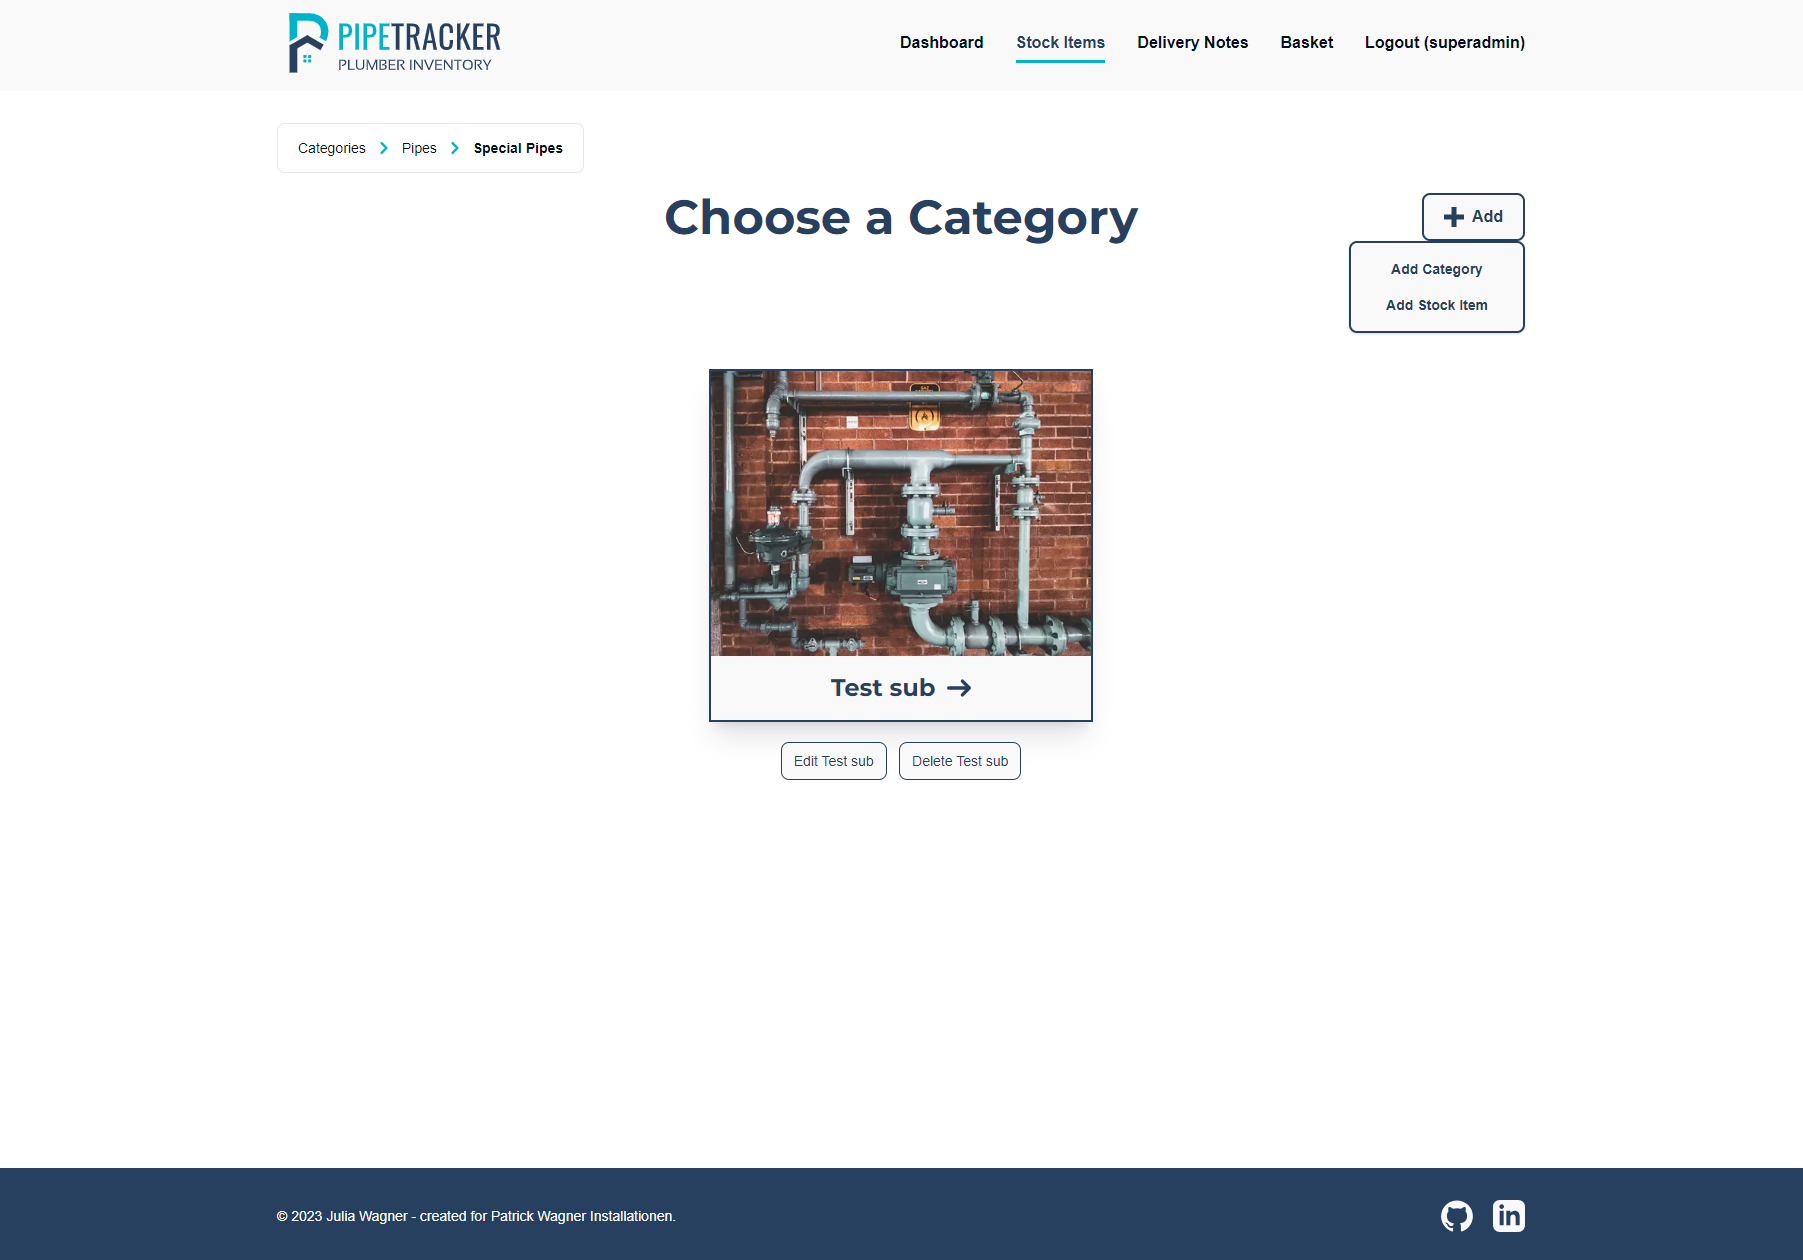 PIPETRACKER
PLUMBER INVENTORY
Dashboard
Stock Items
Delivery Notes
Basket
Logout (superadmin)
Categories
Pipes
Special Pipes
Choose a Category
Add
Add Category
Add Stock Item
Test sub
Edit Test sub
Delete Test sub
© 2023 Julia Wagner - created for Patrick Wagner Installationen.
in